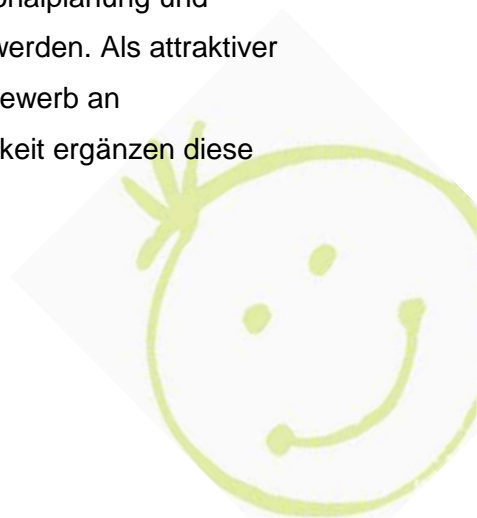 onalplanung und
werden. Als attraktiver
ewerb an
keit ergänzen diese